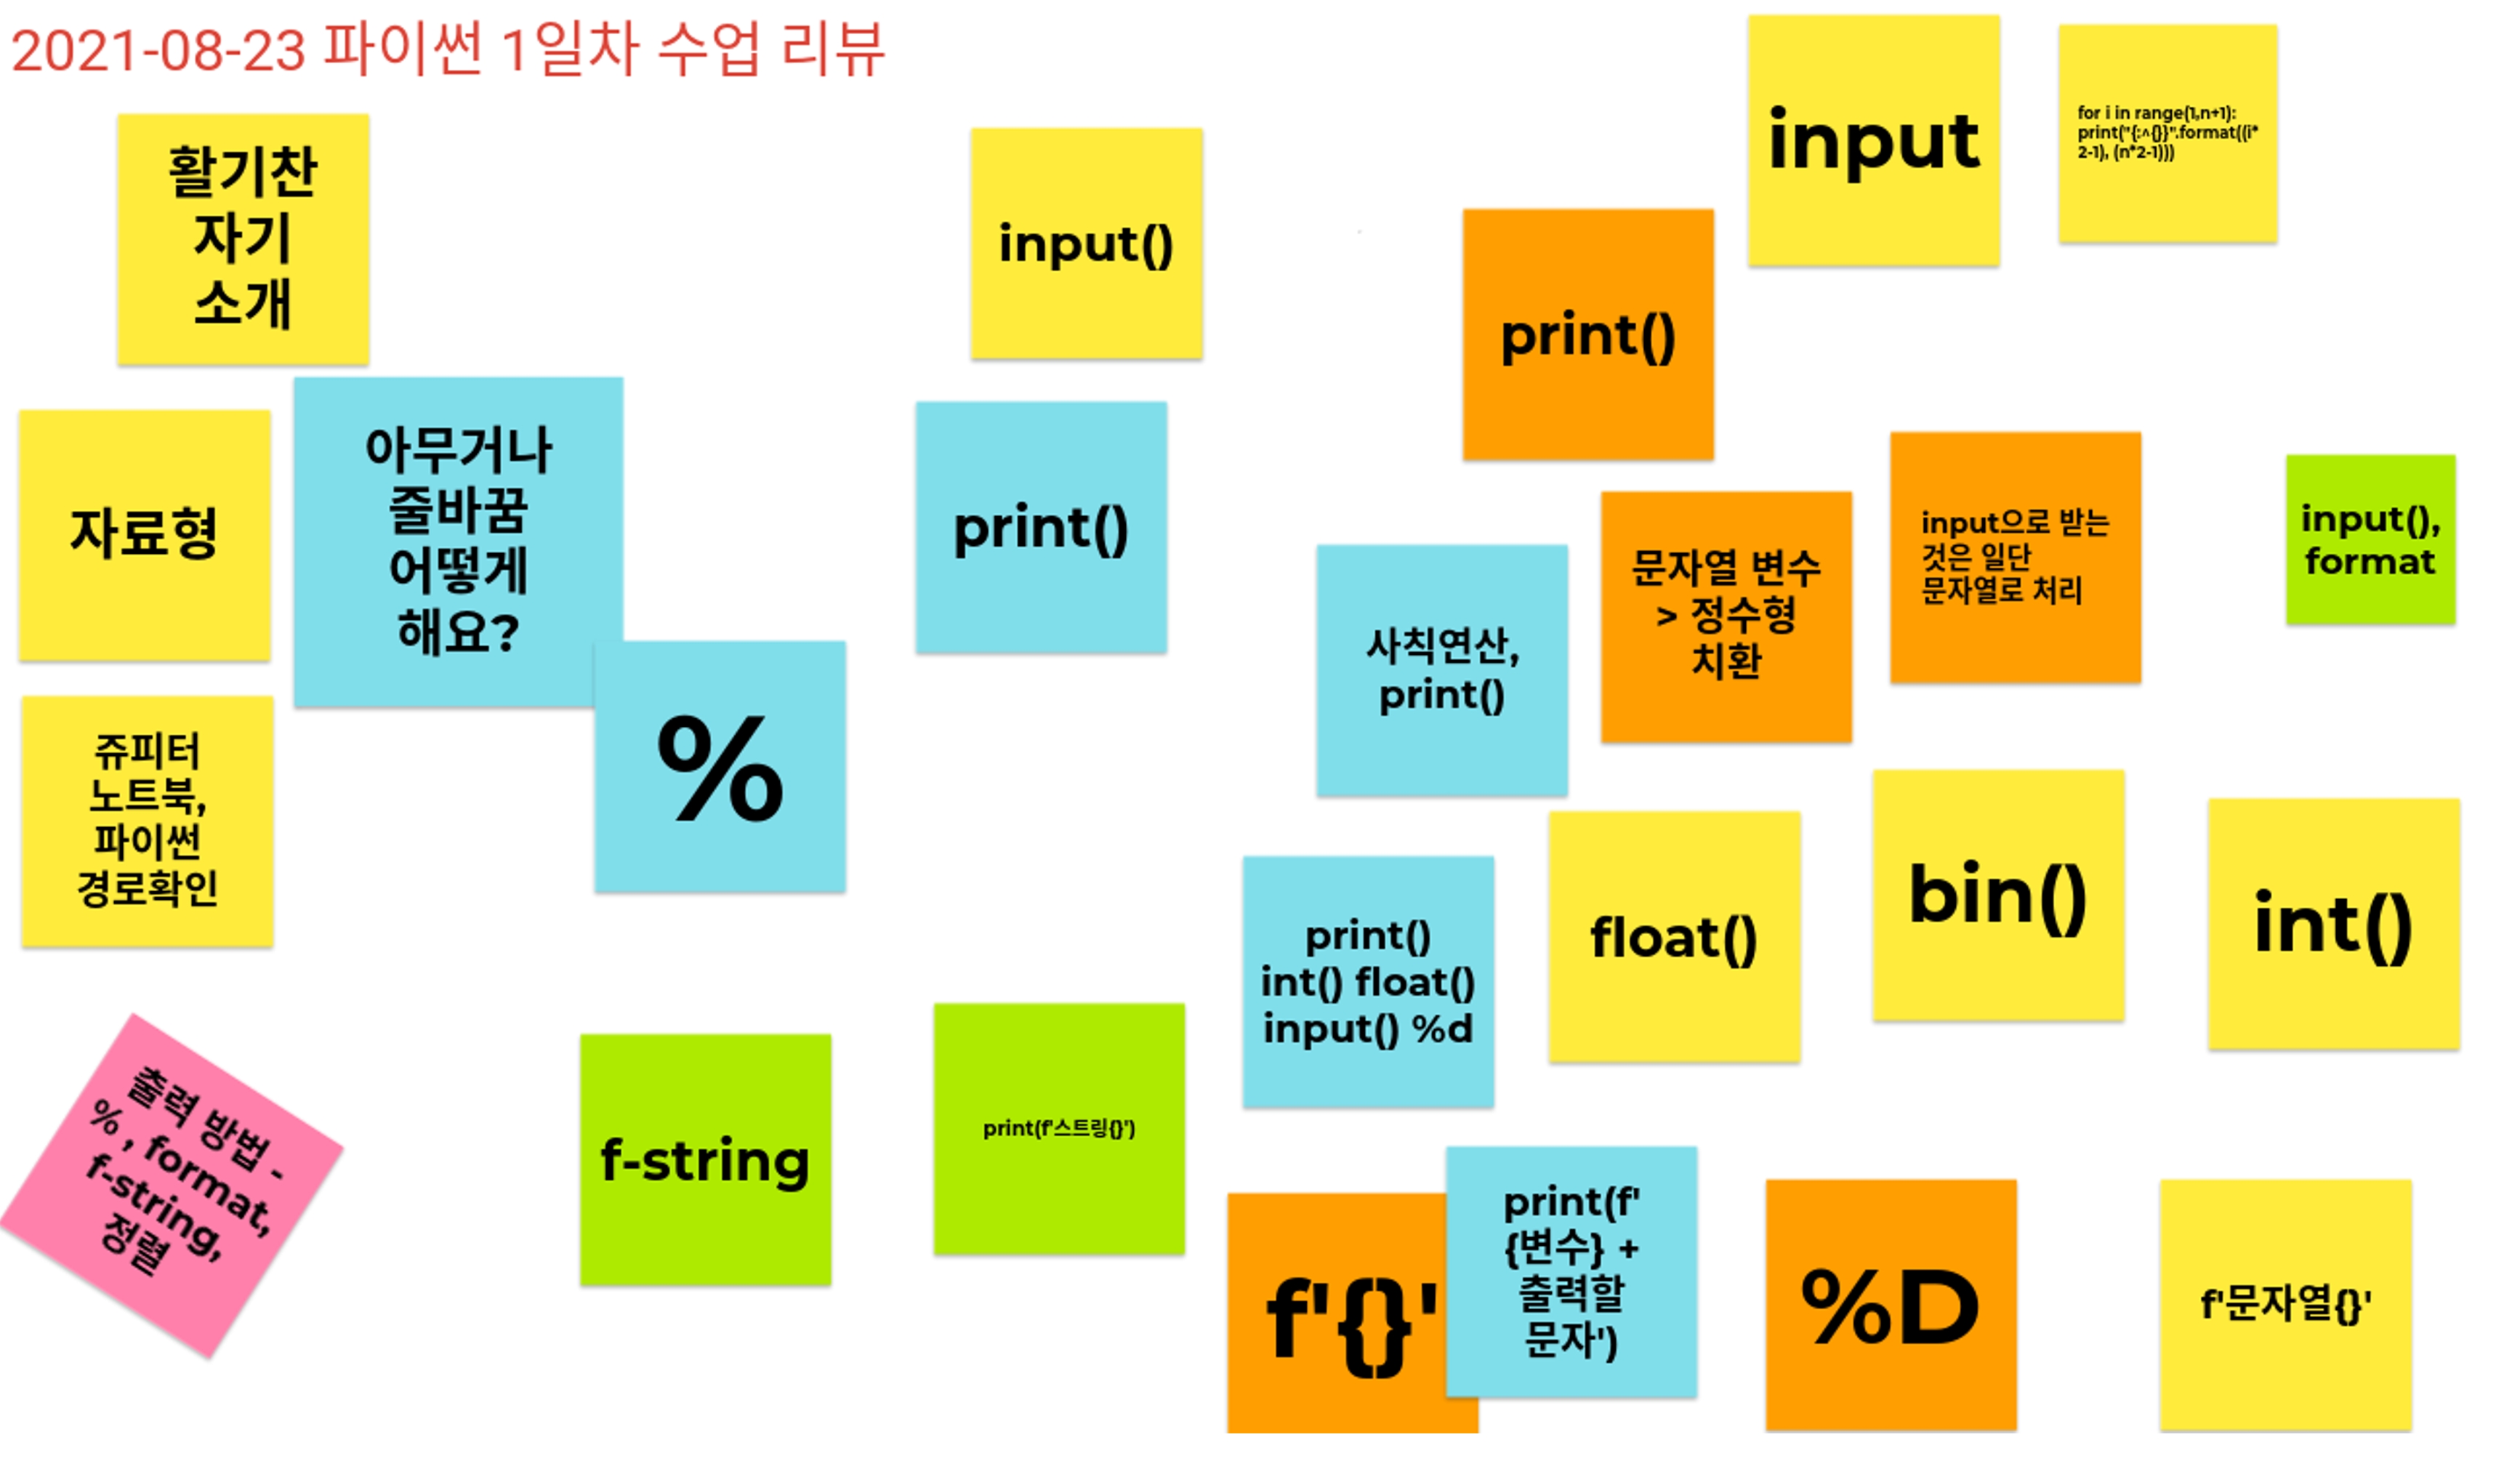 2021-08-23 파이썬 1일차 수업 리뷰
활기찬
자기
소개
input()
print()
input
for i in range(1,n+1):
print("{:^{}}".format((i*
2-1), (n*2-1)))
자료형
아무거나
줄바꿈
어떻게
해요?
%
print()
사칙연산,
print()
문자열 변수
> 정수형
치환
input으로 받는
것은 일단
문자열로 처리
input(),
format
쥬피터
노트북,
파이썬
경로확인
print()
int() float()
input() %d
float()
bin()
int()
출력 방법 -
% , format,
f-string,
정렬
f-string
print(f'스트링{}')
f'{}'
print(f'
{변수} +
출력할
문자')
%D
f'문자열{}'